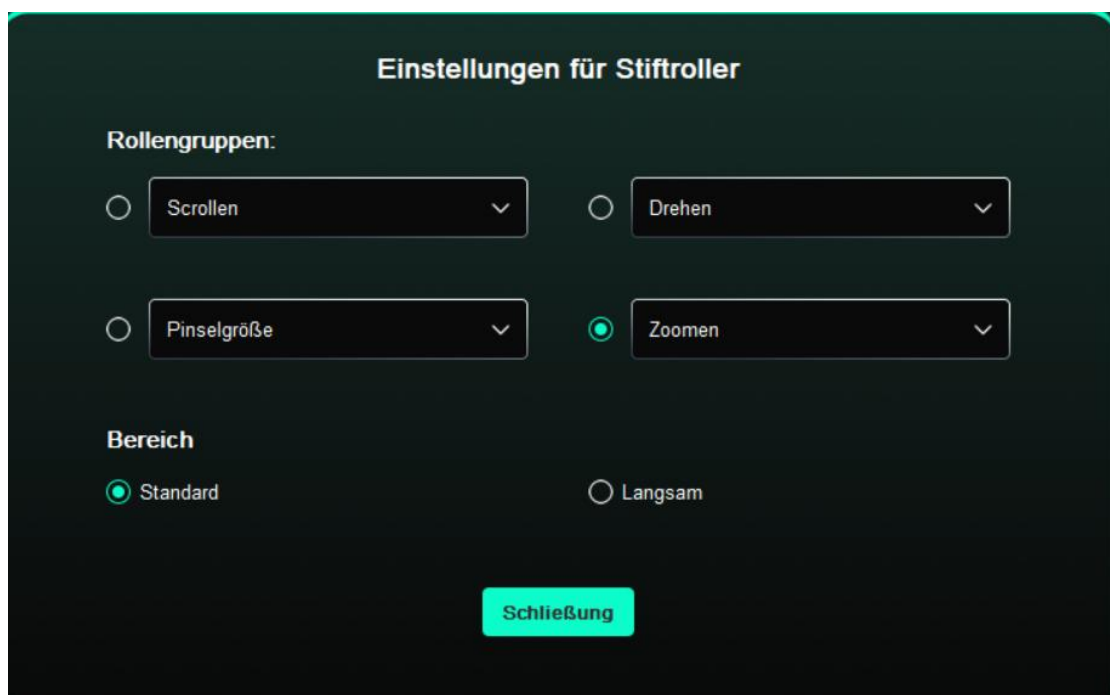 Einstellungen für Stiftroller
Rollengruppen:
Scrollen
Drehen
Pinselgröße
Zoomen
Bereich
Standard
Langsam
Schließung